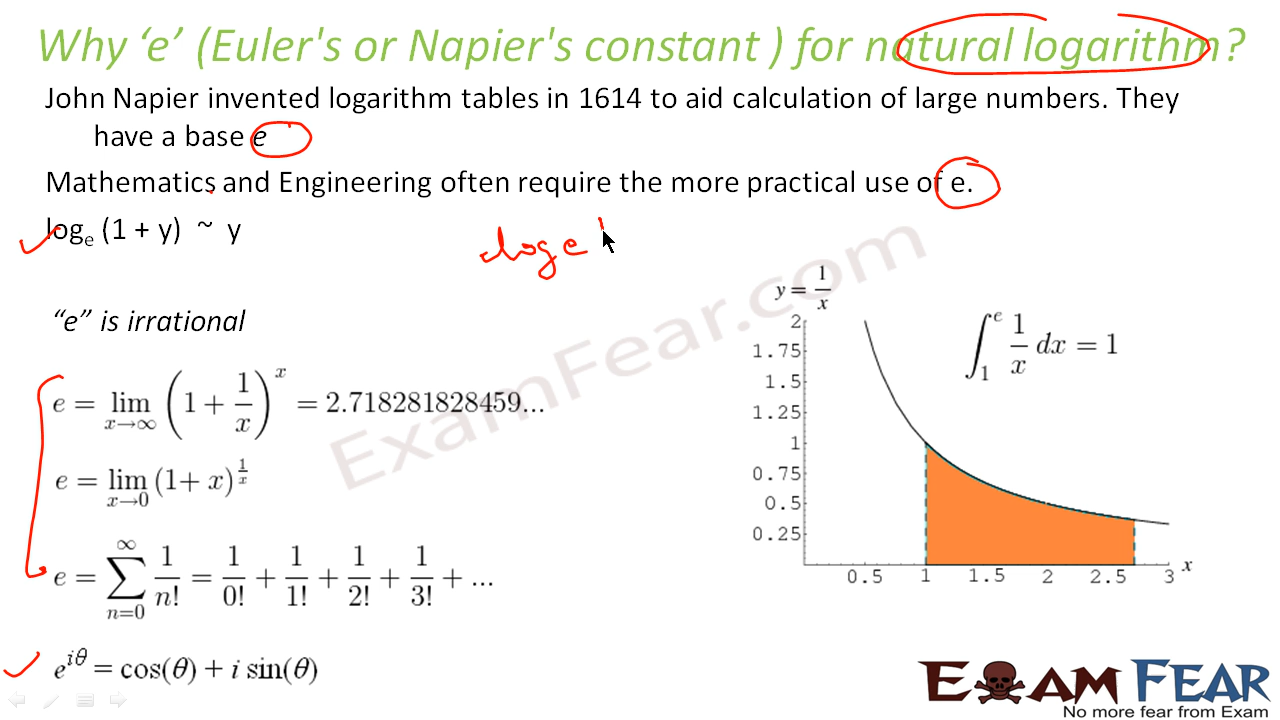 Why ‘e’ (Euler's or Napier's constant ) for natural logarithm?
John Napier invented logarithm tables in 1614 to aid calculation of large numbers. They
have a base e
Mathematics and Engineering often require the more practical use of e.
logₑ (1 + y) ~ y
log e
“e” is irrational
e = lim x→∞ (1 + 1/x)^x = 2.718281828459...
e = lim x→0 (1+ x)^(1/x)
e = ∑ n=0 ∞ 1/n! = 1/0! + 1/1! + 1/2! + 1/3! + ...
e^(iθ) = cos(θ) + i sin(θ)
y = 1/x
∫₁^e 1/x dx = 1
2
1.75
1.5
1.25
1
0.75
0.5
0.25
0.5 1 1.5 2 2.5 3 x
ExamFear.com
EXAM FEAR
No more fear from Exam